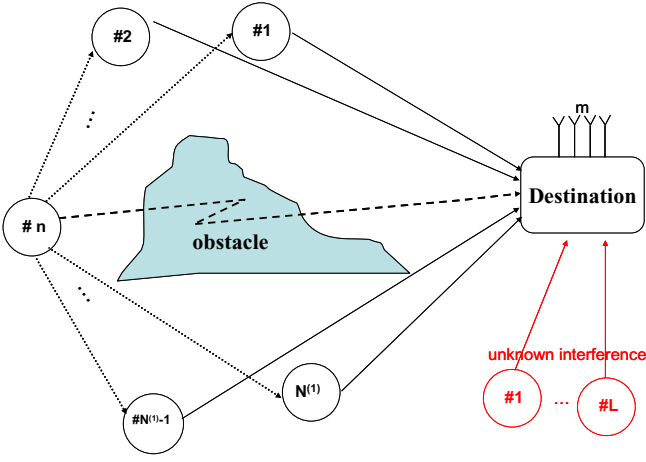 #2
#1
m
...
Destination
# n
obstacle
...
unknown interference
N(1)
#1
...
#L
#N(1)-1